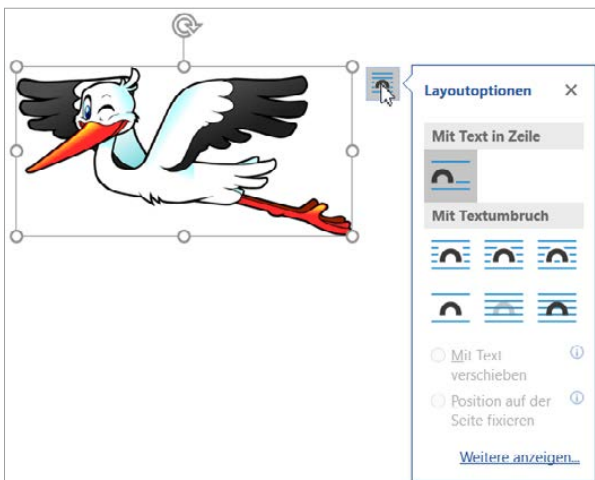 Layoutoptionen
Mit Text in Zeile
Mit Textumbruch
Mit Text
verschieben
Position auf der
Seite fixieren
Weitere anzeigen...